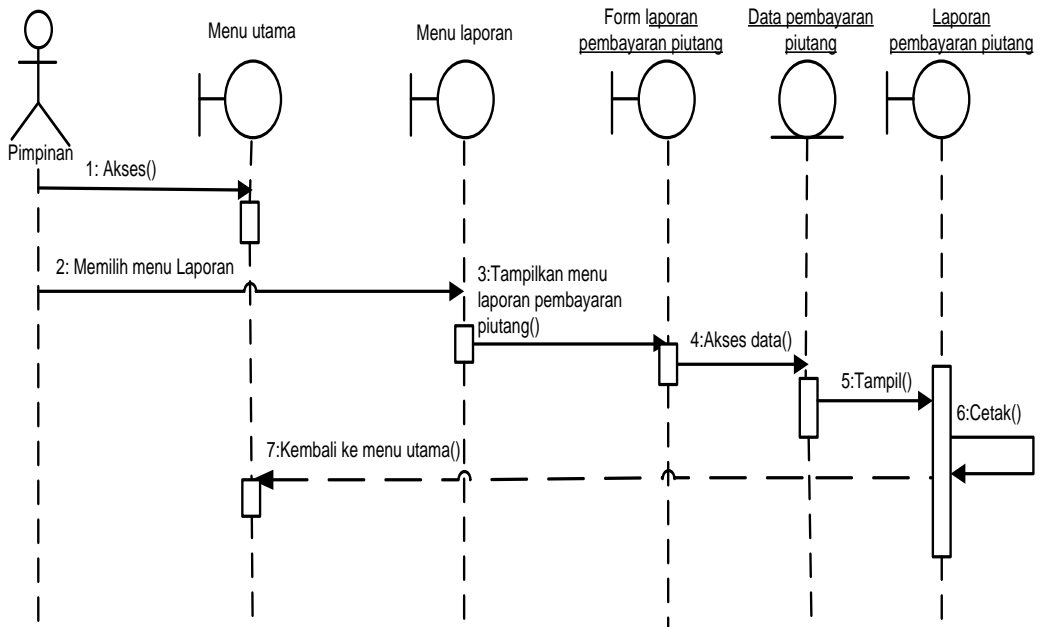 Menu utama
Menu laporan
Form laporan
pembayaran piutang
Data pembayaran
piutang
Laporan
pembayaran piutang
Pimpinan
1: Akses()
2: Memilih menu Laporan
3:Tampilkan menu
laporan pembayaran
piutang()
4:Akses data()
5:Tampil()
6:Cetak()
7:Kembali ke menu utama()